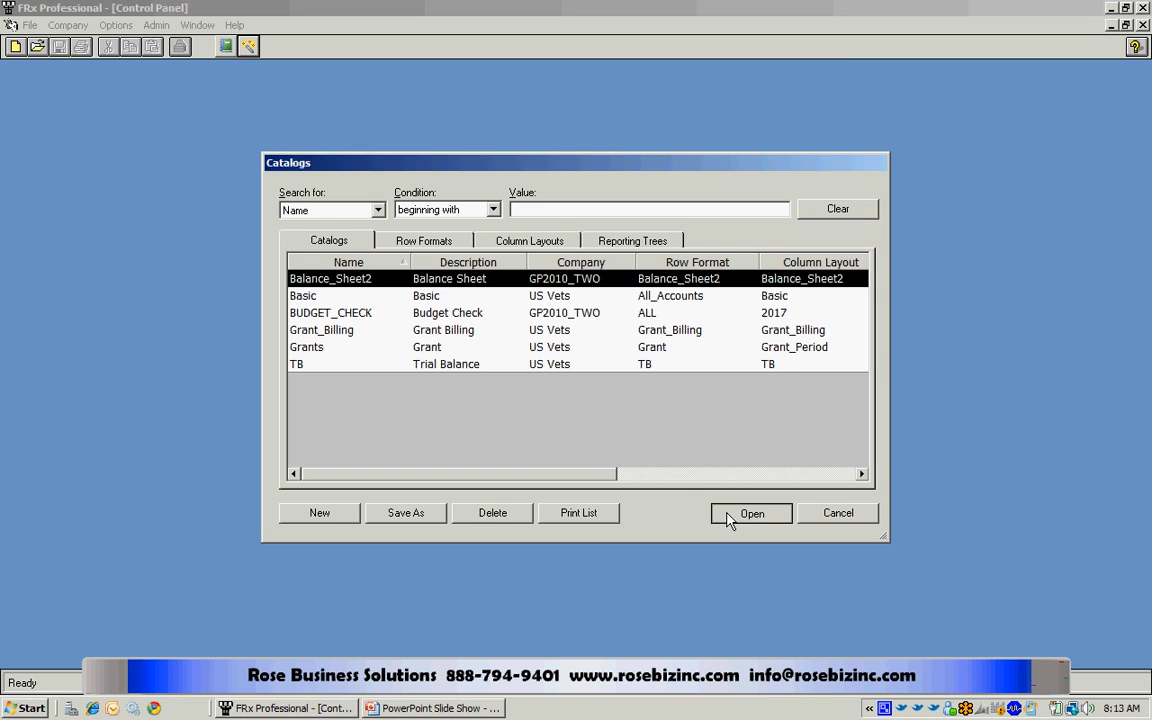 FRx Professional - [Control Panel]
File Company Options Admin Window Help
Catalogs
Search for: Condition: Value:
Name beginning with Clear
Catalogs Row Formats Column Layouts Reporting Trees
Name Description Company Row Format Column Layout
Balance_Sheet2 Balance Sheet GP2010_TWO Balance_Sheet2 Balance_Sheet2
Basic Basic US Vets All_Accounts Basic
BUDGET_CHECK Budget Check GP2010_TWO ALL 2017
Grant_Billing Grant Billing US Vets Grant_Billing Grant_Billing
Grants Grant US Vets Grant Grant_Period
TB Trial Balance US Vets TB TB
New Save As Delete Print List Open Cancel
Ready
Rose Business Solutions 888-794-9401 www.rosebizinc.com info@rosebizinc.com
Start FRx Professional - [Cont... PowerPoint Slide Show - ... 8:13 AM